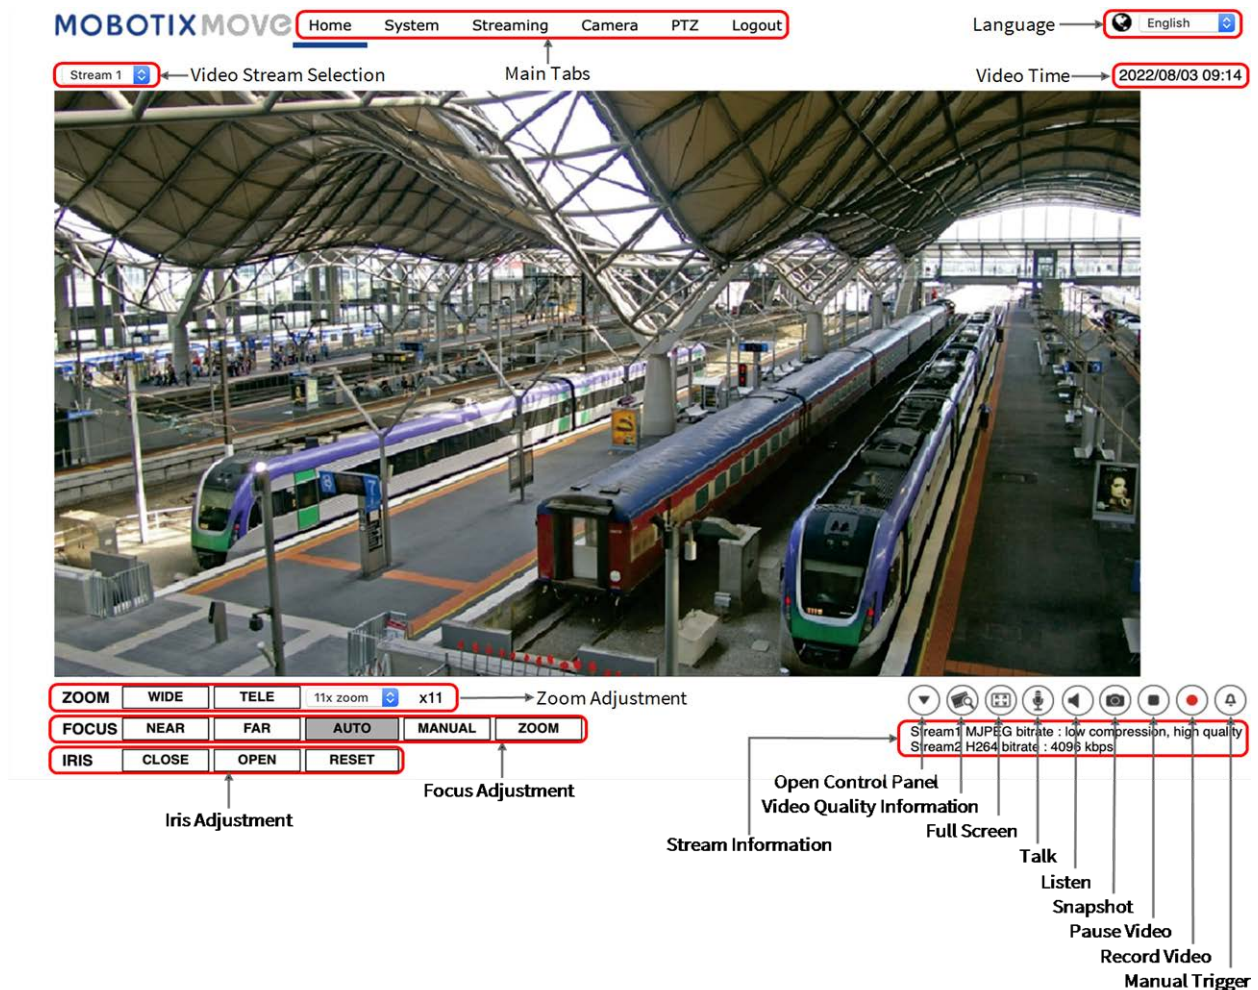 MOBOTIX MOVE Home System Streaming Camera PTZ Logout Language English
Stream 1 Video Stream Selection Main Tabs Video Time 2022/08/03 09:14
8 7
ZOOM WIDE TELE 11x zoom x11 Zoom Adjustment
FOCUS NEAR FAR AUTO MANUAL ZOOM
Stream1 MJPEG bitrate : low compression, high quality
Stream2 H264 bitrate : 4096 kbps
IRIS CLOSE OPEN RESET
Open Control Panel
Focus Adjustment
Video Quality Information
Iris Adjustment
Full Screen
Stream Information
Talk
Listen
Snapshot
Pause Video
Record Video
Manual Trigger